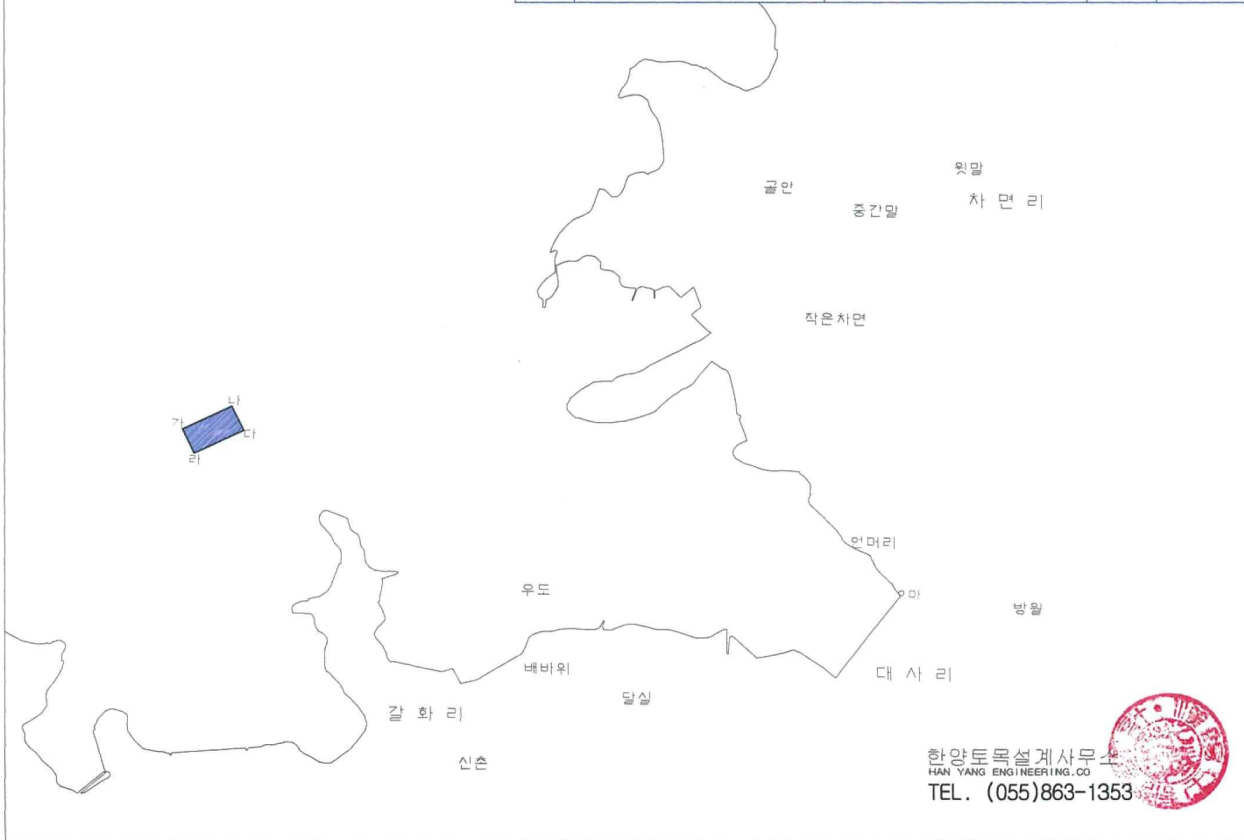 윗말
골안
차 면 리
중간말
작은차면
나
가
다
라
언머리
우도
마
방월
배바위
대 사 리
달실
갈 화 리
신촌
한양토목설계사무소
HAN YANG ENGINEERING.CO
TEL. (055)863-1353